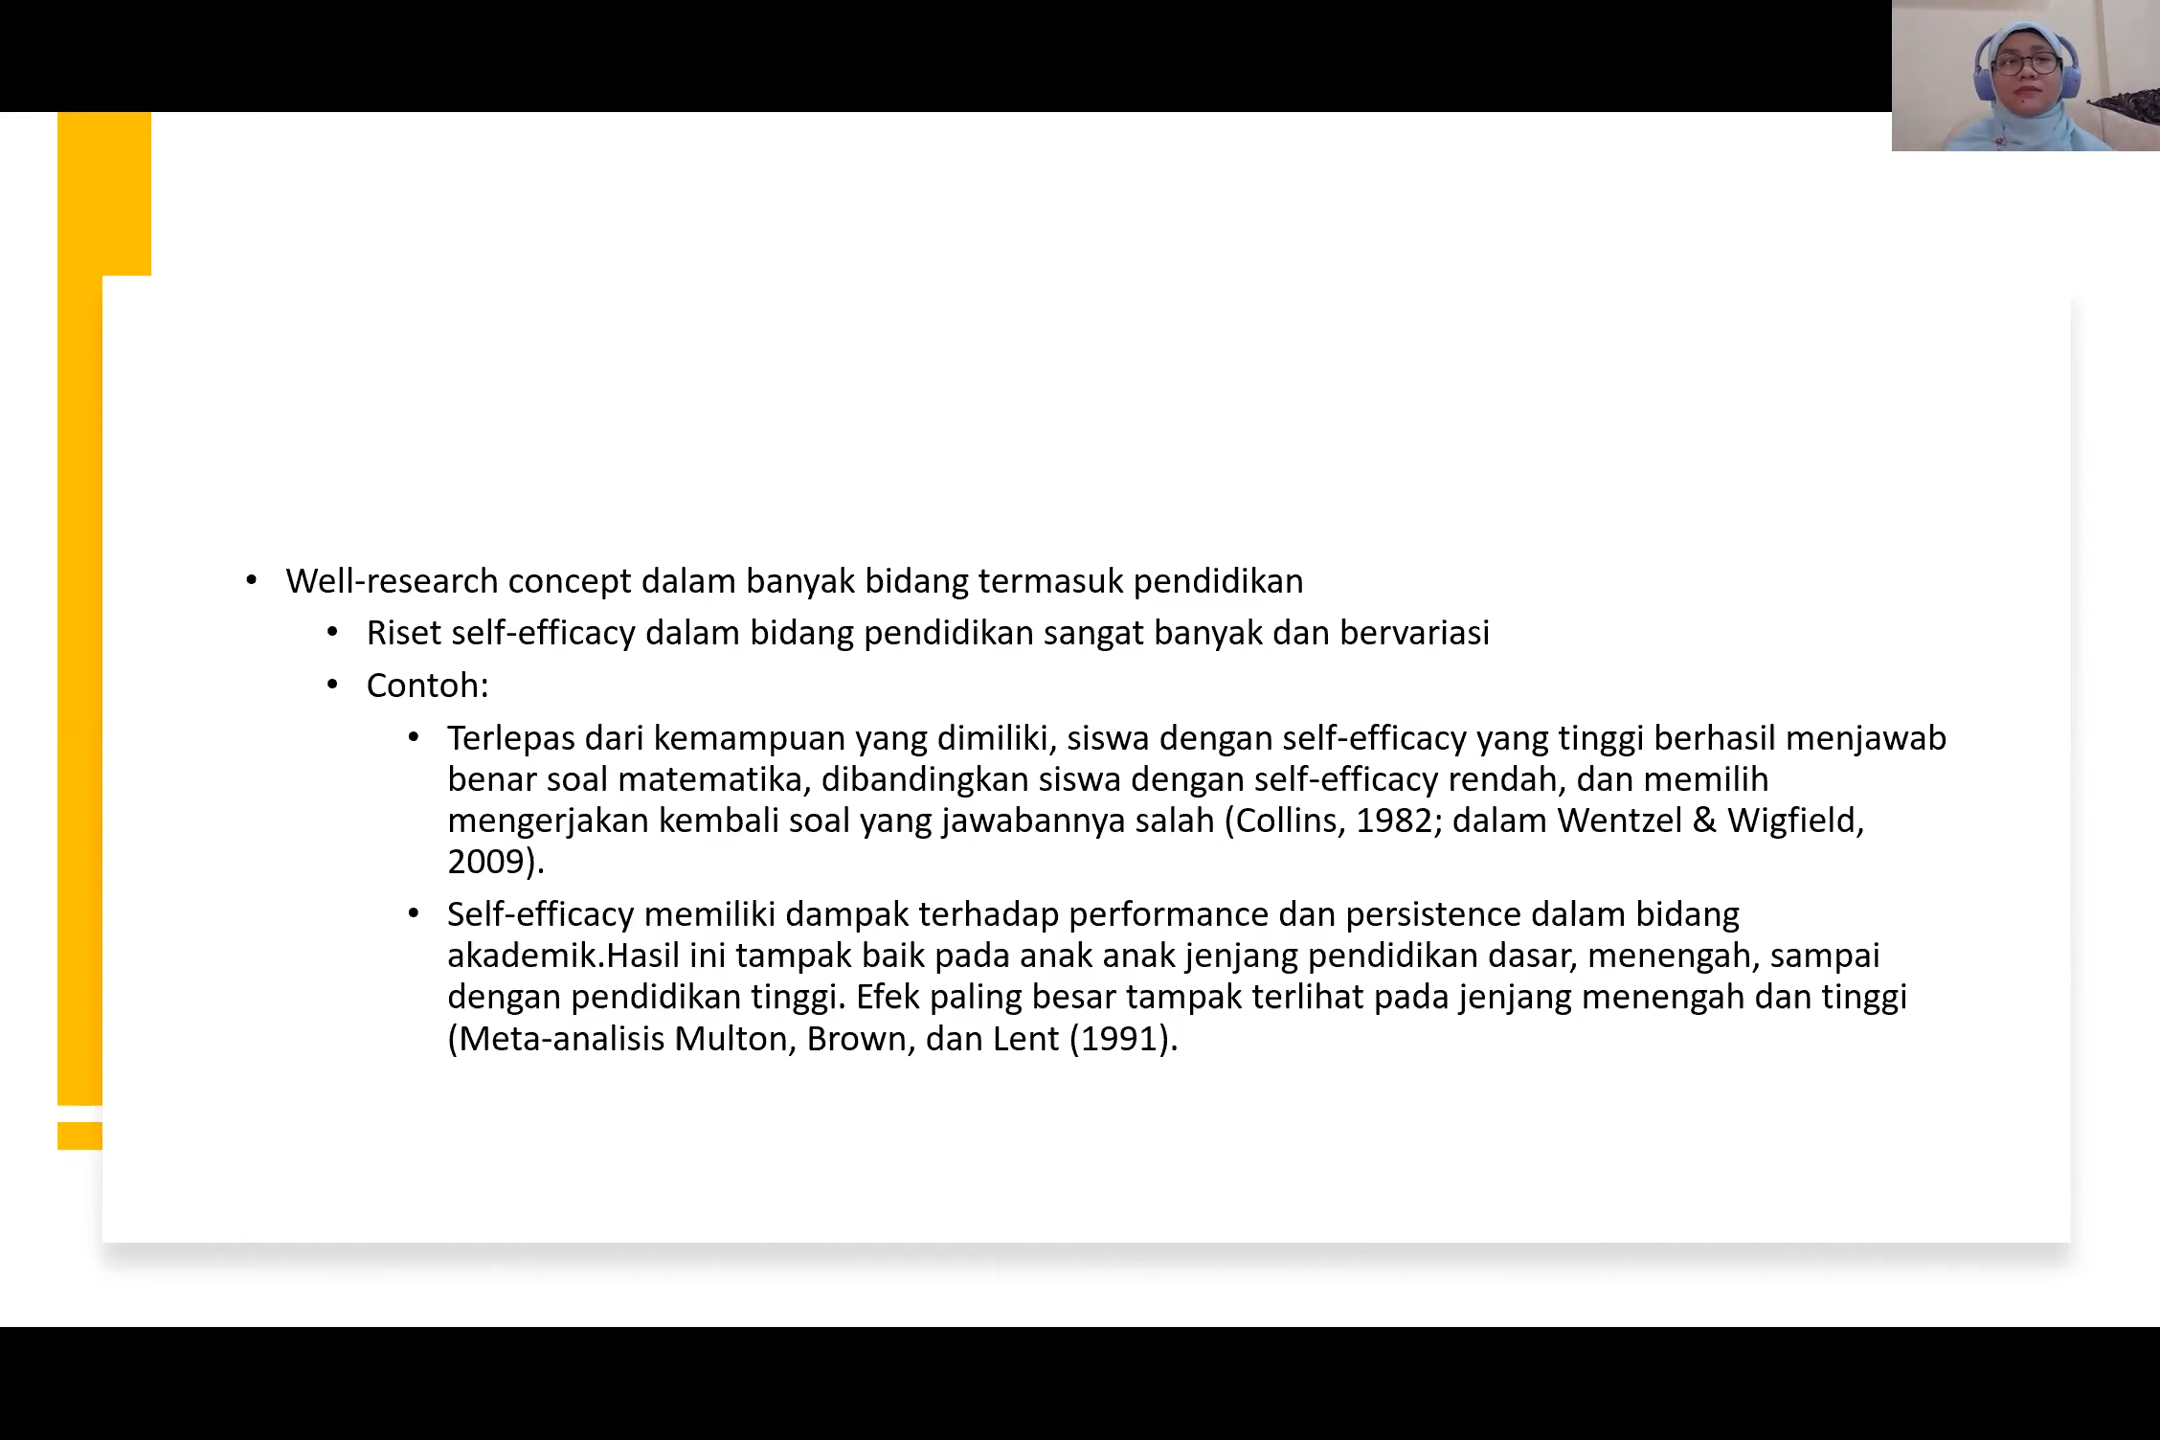 • Well-research concept dalam banyak bidang termasuk pendidikan
• Riset self-efficacy dalam bidang pendidikan sangat banyak dan bervariasi
• Contoh:
• Terlepas dari kemampuan yang dimiliki, siswa dengan self-efficacy yang tinggi berhasil menjawab
benar soal matematika, dibandingkan siswa dengan self-efficacy rendah, dan memilih
mengerjakan kembali soal yang jawabannya salah (Collins, 1982; dalam Wentzel & Wigfield,
2009).
• Self-efficacy memiliki dampak terhadap performance dan persistence dalam bidang
akademik.Hasil ini tampak baik pada anak anak jenjang pendidikan dasar, menengah, sampai
dengan pendidikan tinggi. Efek paling besar tampak terlihat pada jenjang menengah dan tinggi
(Meta-analisis Multon, Brown, dan Lent (1991).